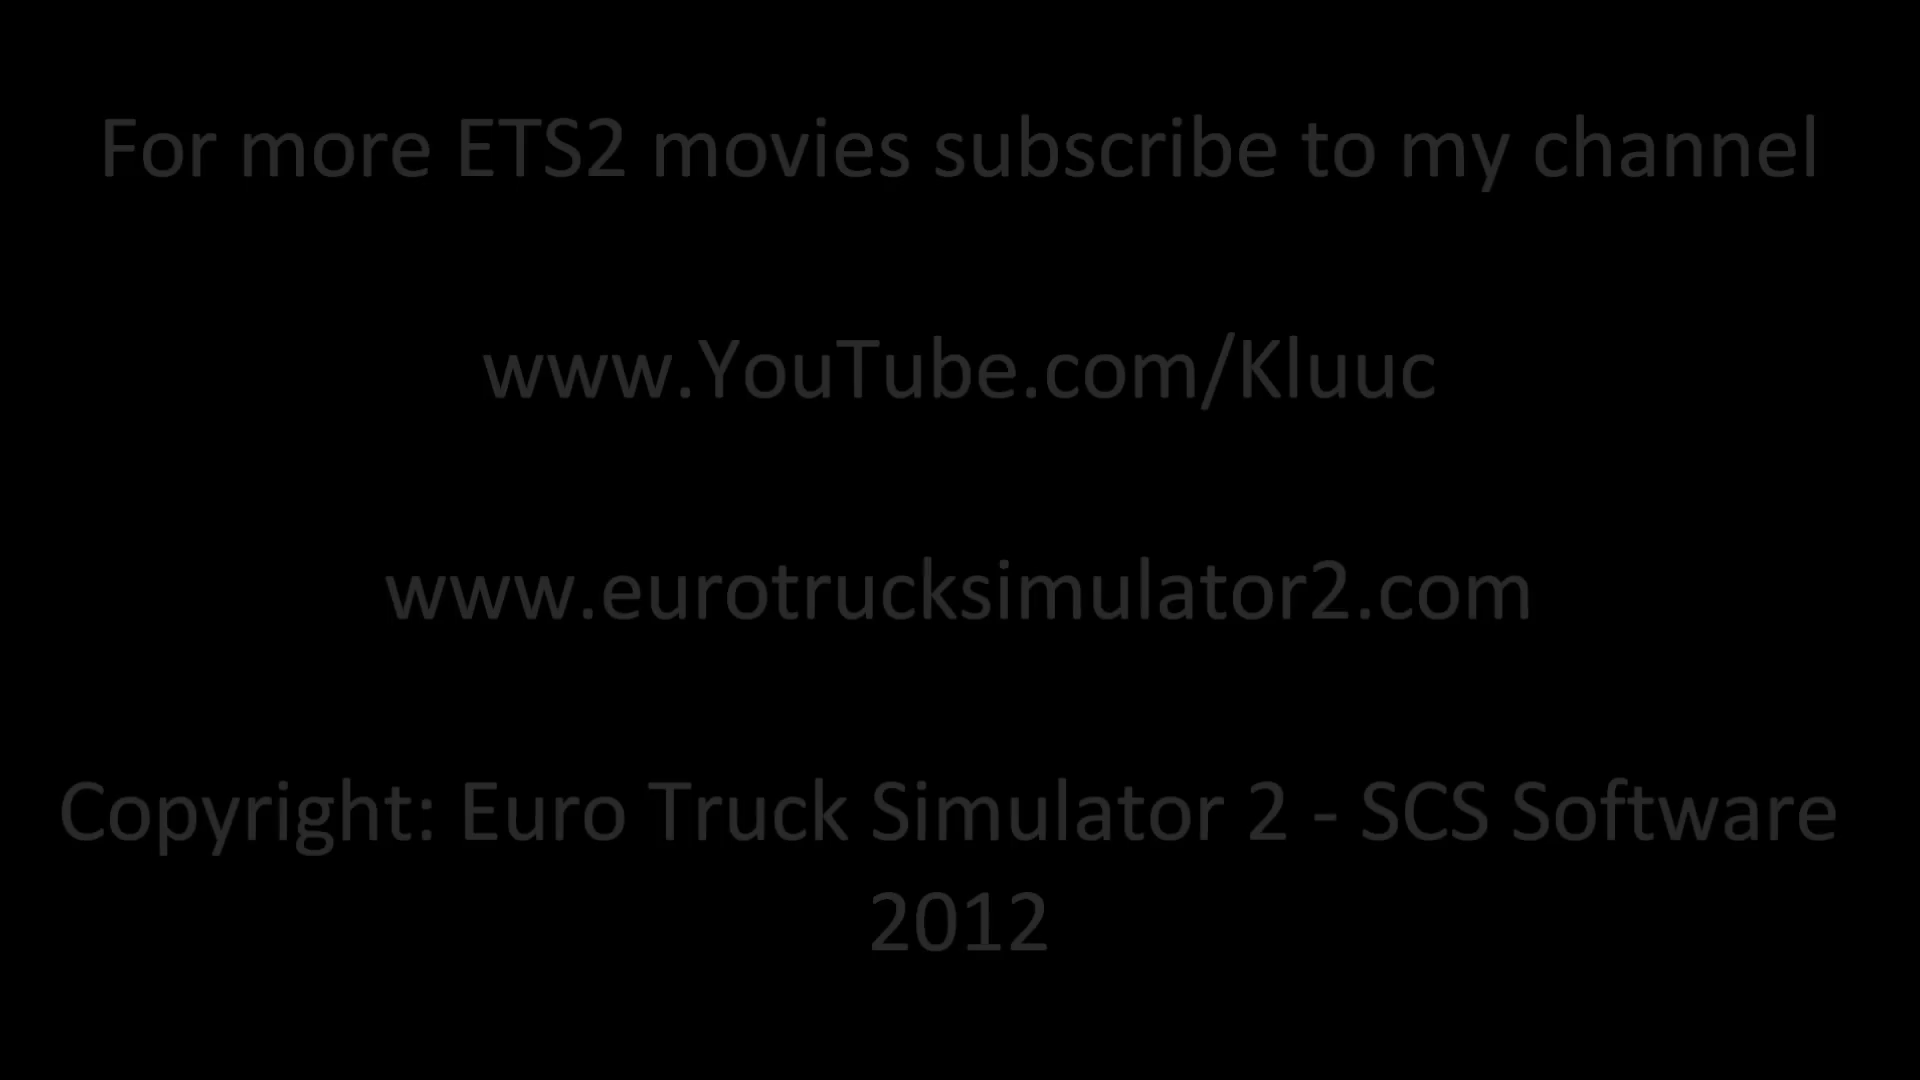 For more ETS2 movies subscribe to my channel
www.YouTube.com/Kluuc
www.eurotrucksimulator2.com
Copyright: Euro Truck Simulator 2 - SCS Software
2012